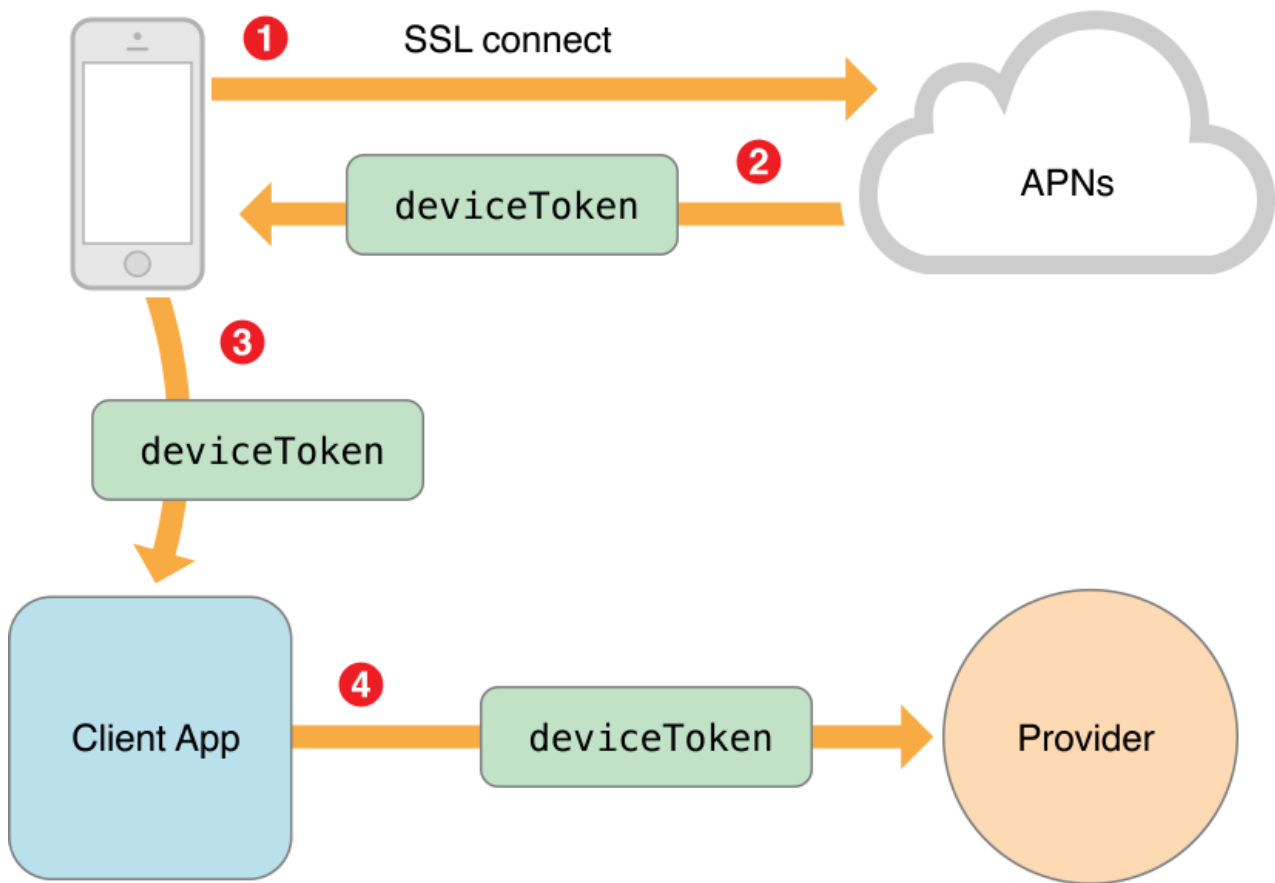 1
SSL connect
2
deviceToken
APNs
3
deviceToken
4
Client App
deviceToken
Provider